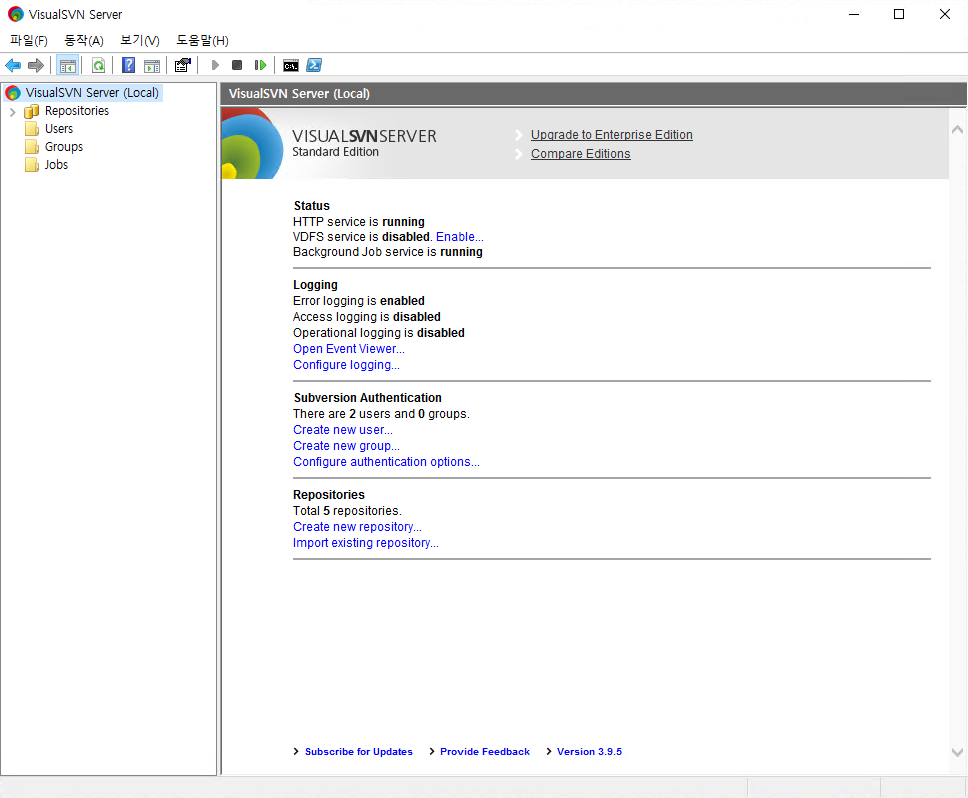 VisualSVN Server
파일(F) 동작(A) 보기(V) 도움말(H)
C:\.
VisualSVN Server (Local)
Repositories
Users
Groups
Jobs
VisualSVN Server (Local)
VISUALSVNSERVER
Standard Edition
Upgrade to Enterprise Edition
Compare Editions
Status
HTTP service is running
VDFS service is disabled. Enable...
Background Job service is running
Logging
Error logging is enabled
Access logging is disabled
Operational logging is disabled
Open Event Viewer...
Configure logging...
Subversion Authentication
There are 2 users and 0 groups.
Create new user...
Create new group...
Configure authentication options...
Repositories
Total 5 repositories.
Create new repository...
Import existing repository...
Subscribe for Updates Provide Feedback Version 3.9.5